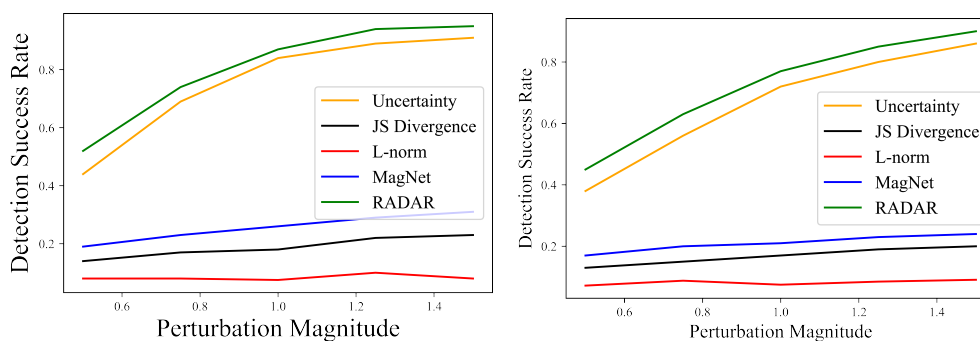 Detection Success Rate
0.8
0.6
0.4
0.2
0.6
0.8
1.0
1.2
1.4
Perturbation Magnitude
Uncertainty
JS Divergence
L-norm
MagNet
RADAR
Detection Success Rate
0.8
0.6
0.4
0.2
0.6
0.8
1.0
1.2
1.4
Perturbation Magnitude
Uncertainty
JS Divergence
L-norm
MagNet
RADAR